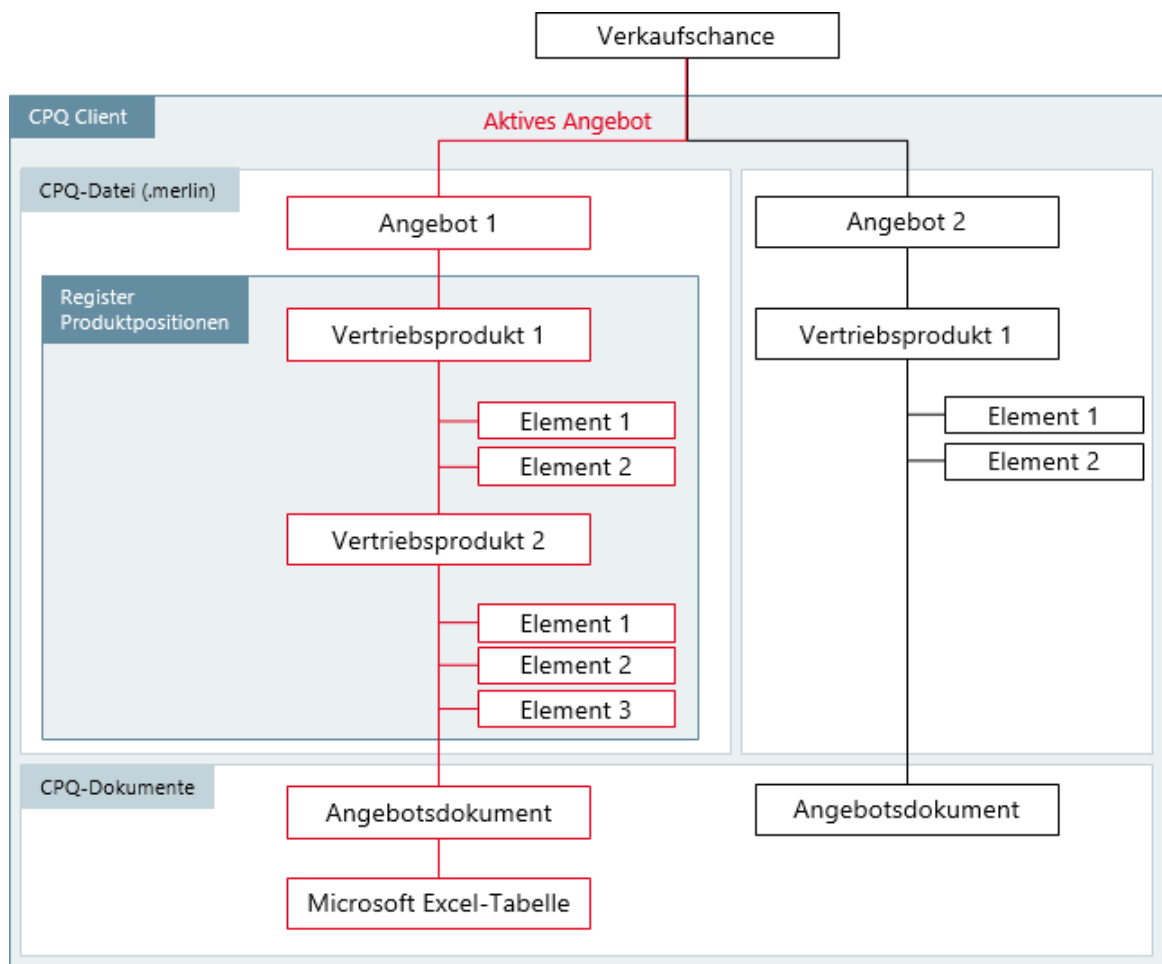 Verkaufschance
CPQ Client
Aktives Angebot
CPQ-Datei (.merlin)
Angebot 1
Angebot 2
Register
Produktpositionen
Vertriebsprodukt 1
Vertriebsprodukt 1
Element 1
Element 1
Element 2
Element 2
Vertriebsprodukt 2
Element 1
Element 2
Element 3
CPQ-Dokumente
Angebotsdokument
Angebotsdokument
Microsoft Excel-Tabelle